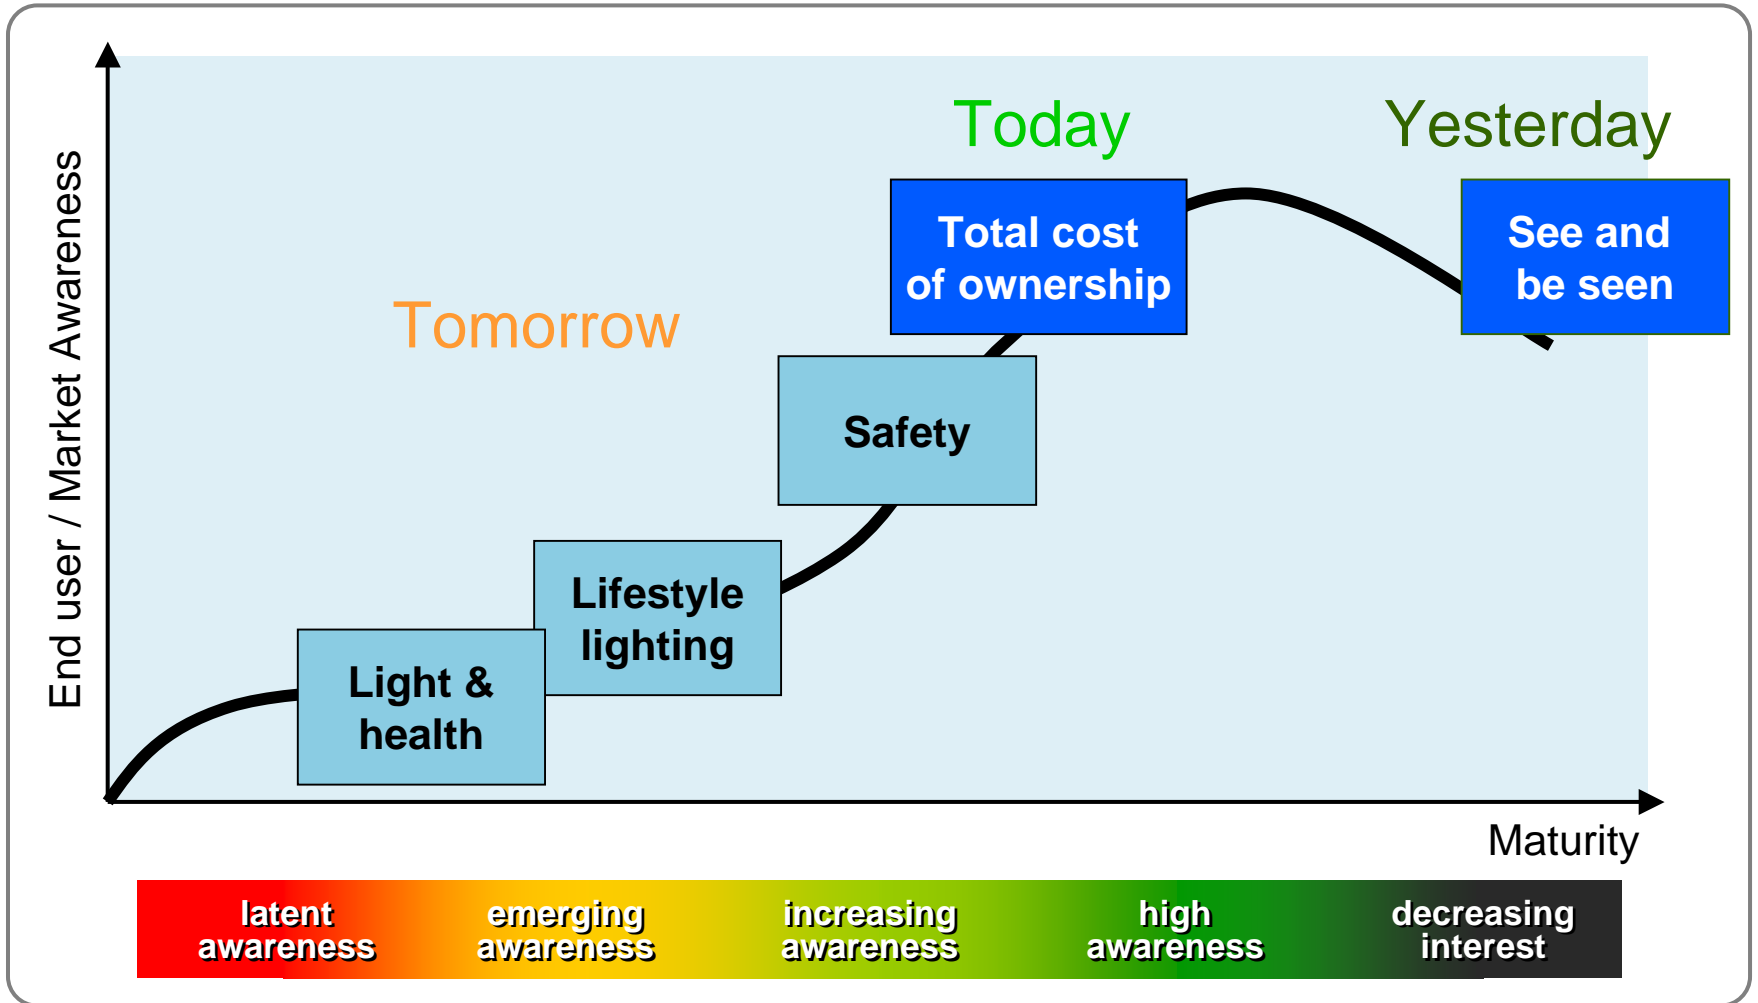 End user / Market Awareness
Today
Yesterday
Total cost
of ownership
See and
be seen
Tomorrow
Safety
Lifestyle
lighting
Light &
health
Maturity
latent
awareness
emerging
awareness
increasing
awareness
high
awareness
decreasing
interest